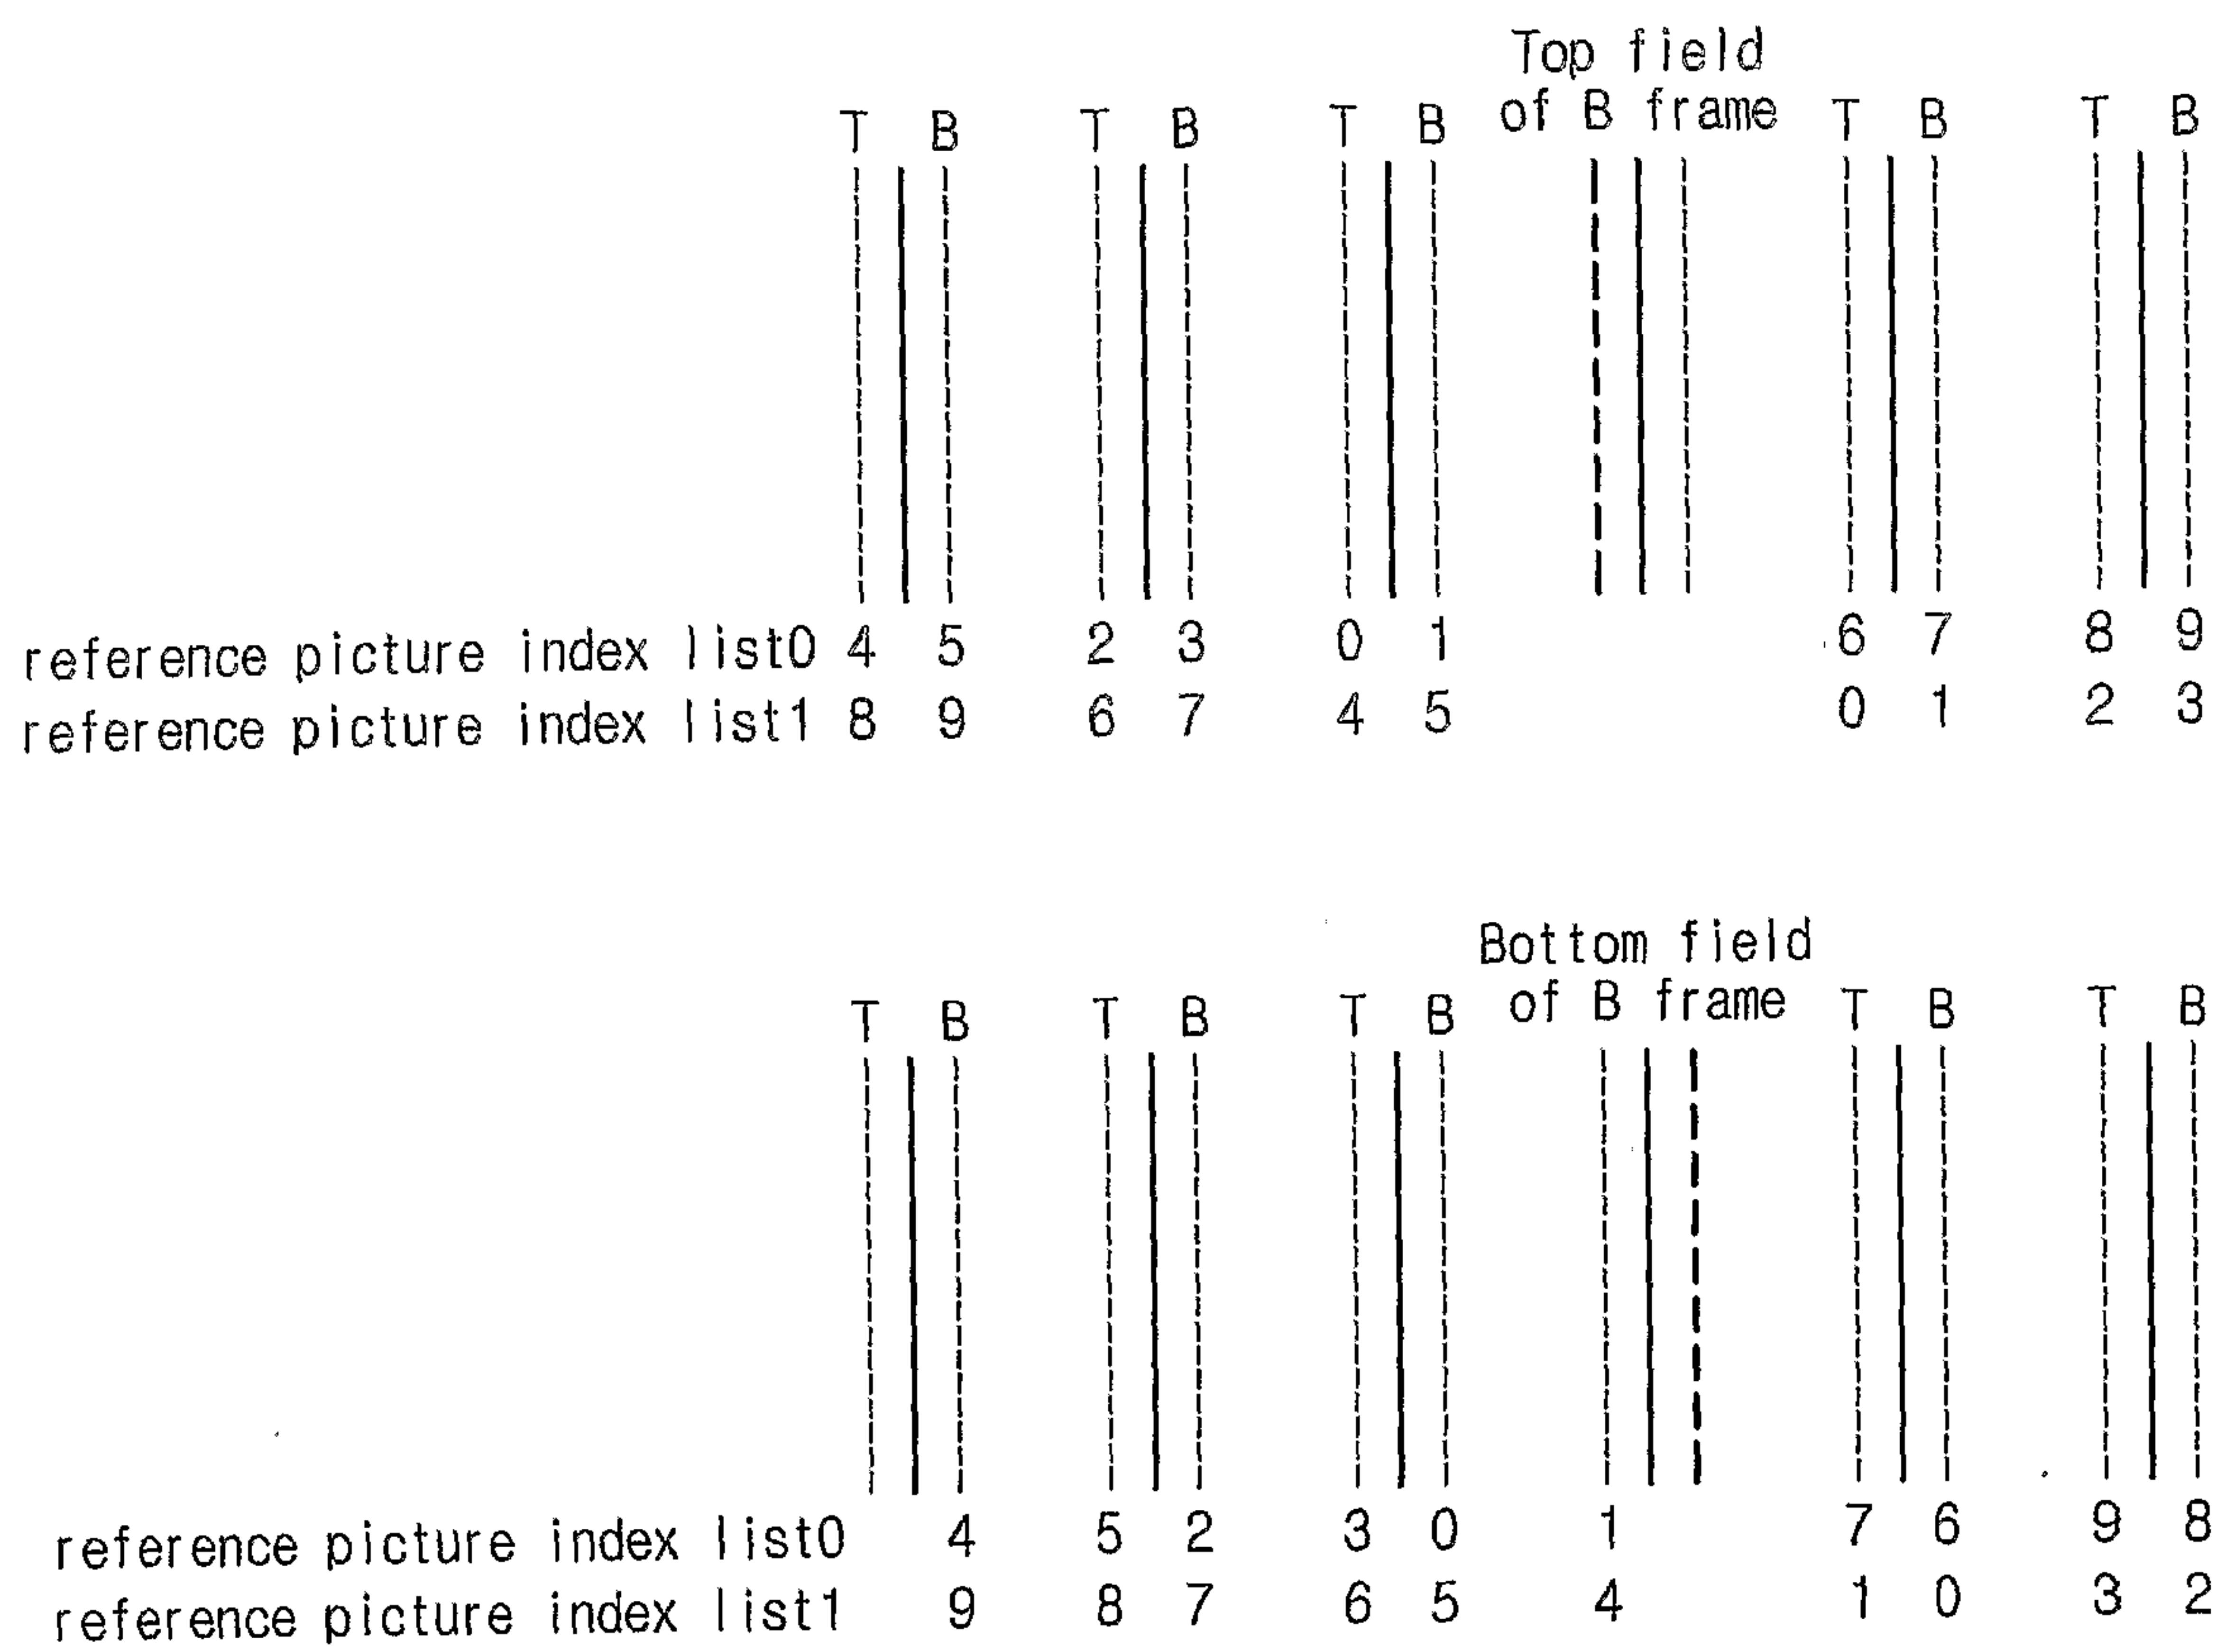 Top field
of B frame
T B T B T B T B T B
reference picture index list0 4 5 2 3 0 1 6 7 8 9
reference picture index list1 8 9 6 7 4 5 0 1 2 3
Bottom field
of B frame
T B T B T B T B T B
reference picture index list0 4 5 2 3 0 1 7 6 9 8
reference picture index list1 9 8 7 6 5 4 1 0 3 2